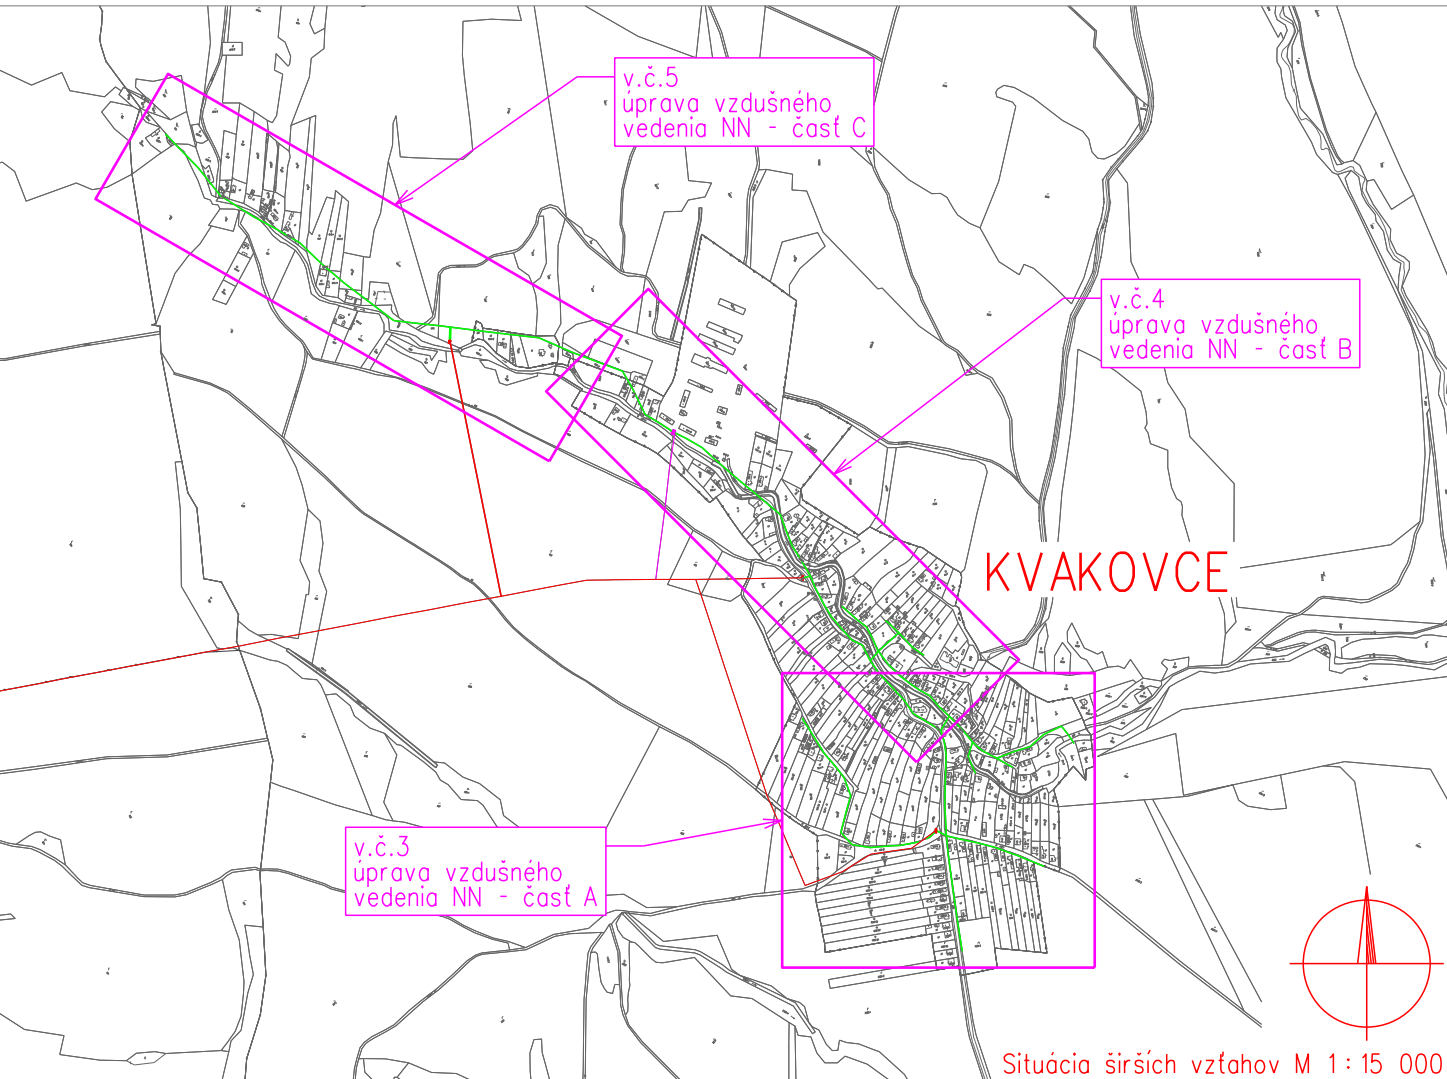 v.č.5
úprava vzdušného
vedenia NN - časť C
v.č.4
úprava vzdušného
vedenia NN - časť B
KVAKOVCE
v.č.3
úprava vzdušného
vedenia NN - časť A
Situácia širších vzťahov M 1:15 000